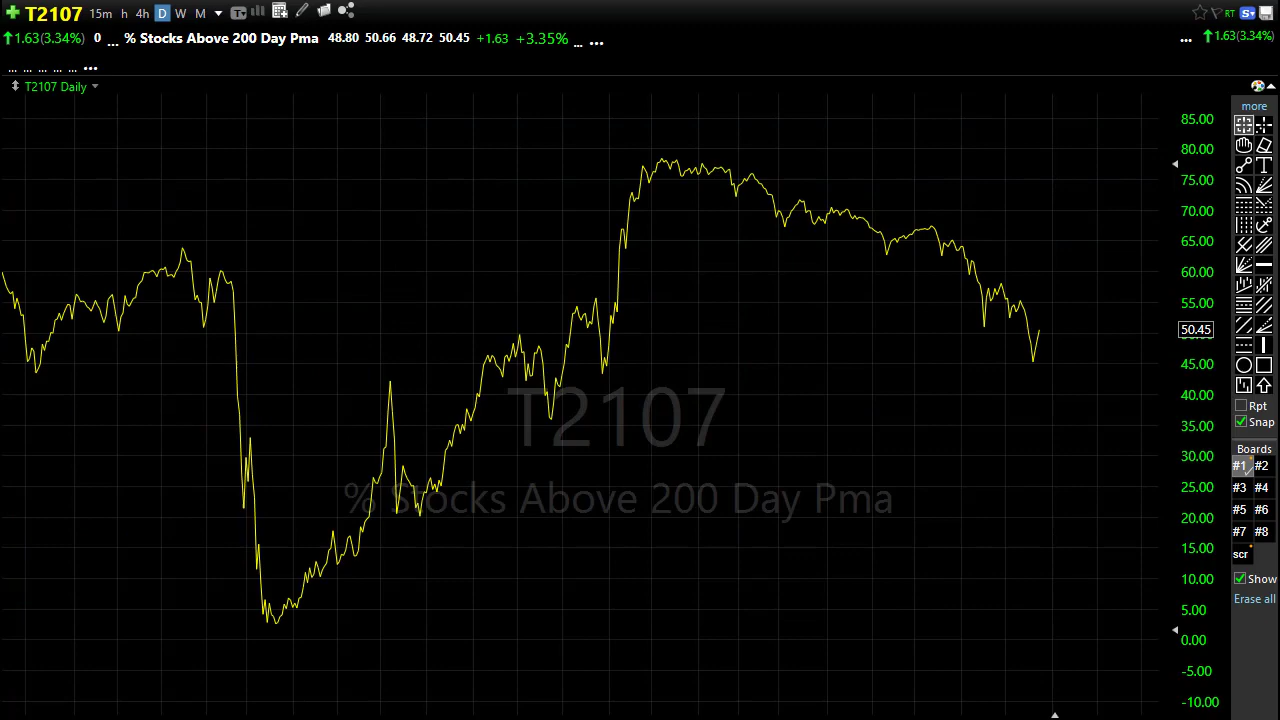 T2107 15m h 4h D W M T RT S
1.63(3.34%) 0 ... % Stocks Above 200 Day Pma 48.80 50.66 48.72 50.45 +1.63 +3.35% ... ... ... 1.63(3.34%)
... ... ... ... ... ...
T2107 Daily
more
85.00
80.00
75.00
70.00
65.00
60.00
55.00
50.45
45.00
40.00
35.00
30.00
25.00
20.00
15.00
10.00
5.00
0.00
-5.00
-10.00
T2107
% Stocks Above 200 Day Pma
T
Rpt
Snap
Boards
#1 #2
#3 #4
#5 #6
#7 #8
scr
Show
Erase all